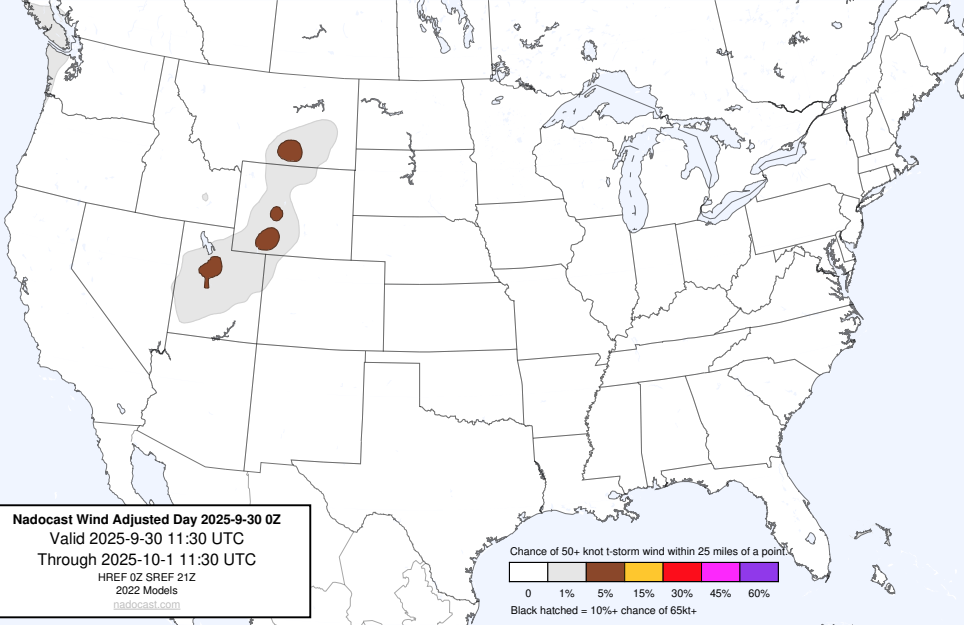 Nadocast Wind Adjusted Day 2025-9-30 0Z
Valid 2025-9-30 11:30 UTC
Through 2025-10-1 11:30 UTC
HREF 0Z SREF 21Z
2022 Models
nadocast.com
Chance of 50+ knot t-storm wind within 25 miles of a point.
0 1% 5% 15% 30% 45% 60%
Black hatched = 10%+ chance of 65kt+